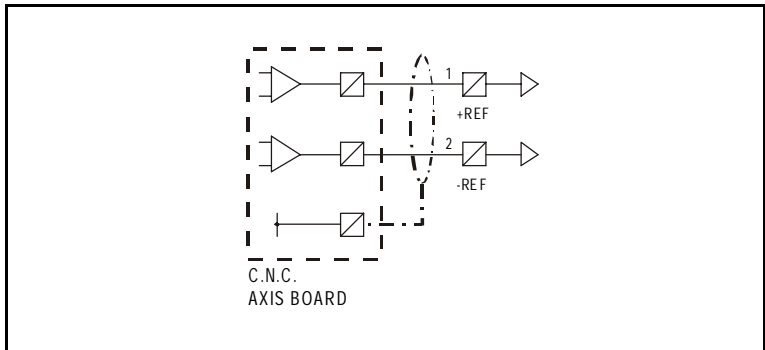 1
+REF
2
-REF
C.N.C.
AXIS BOARD